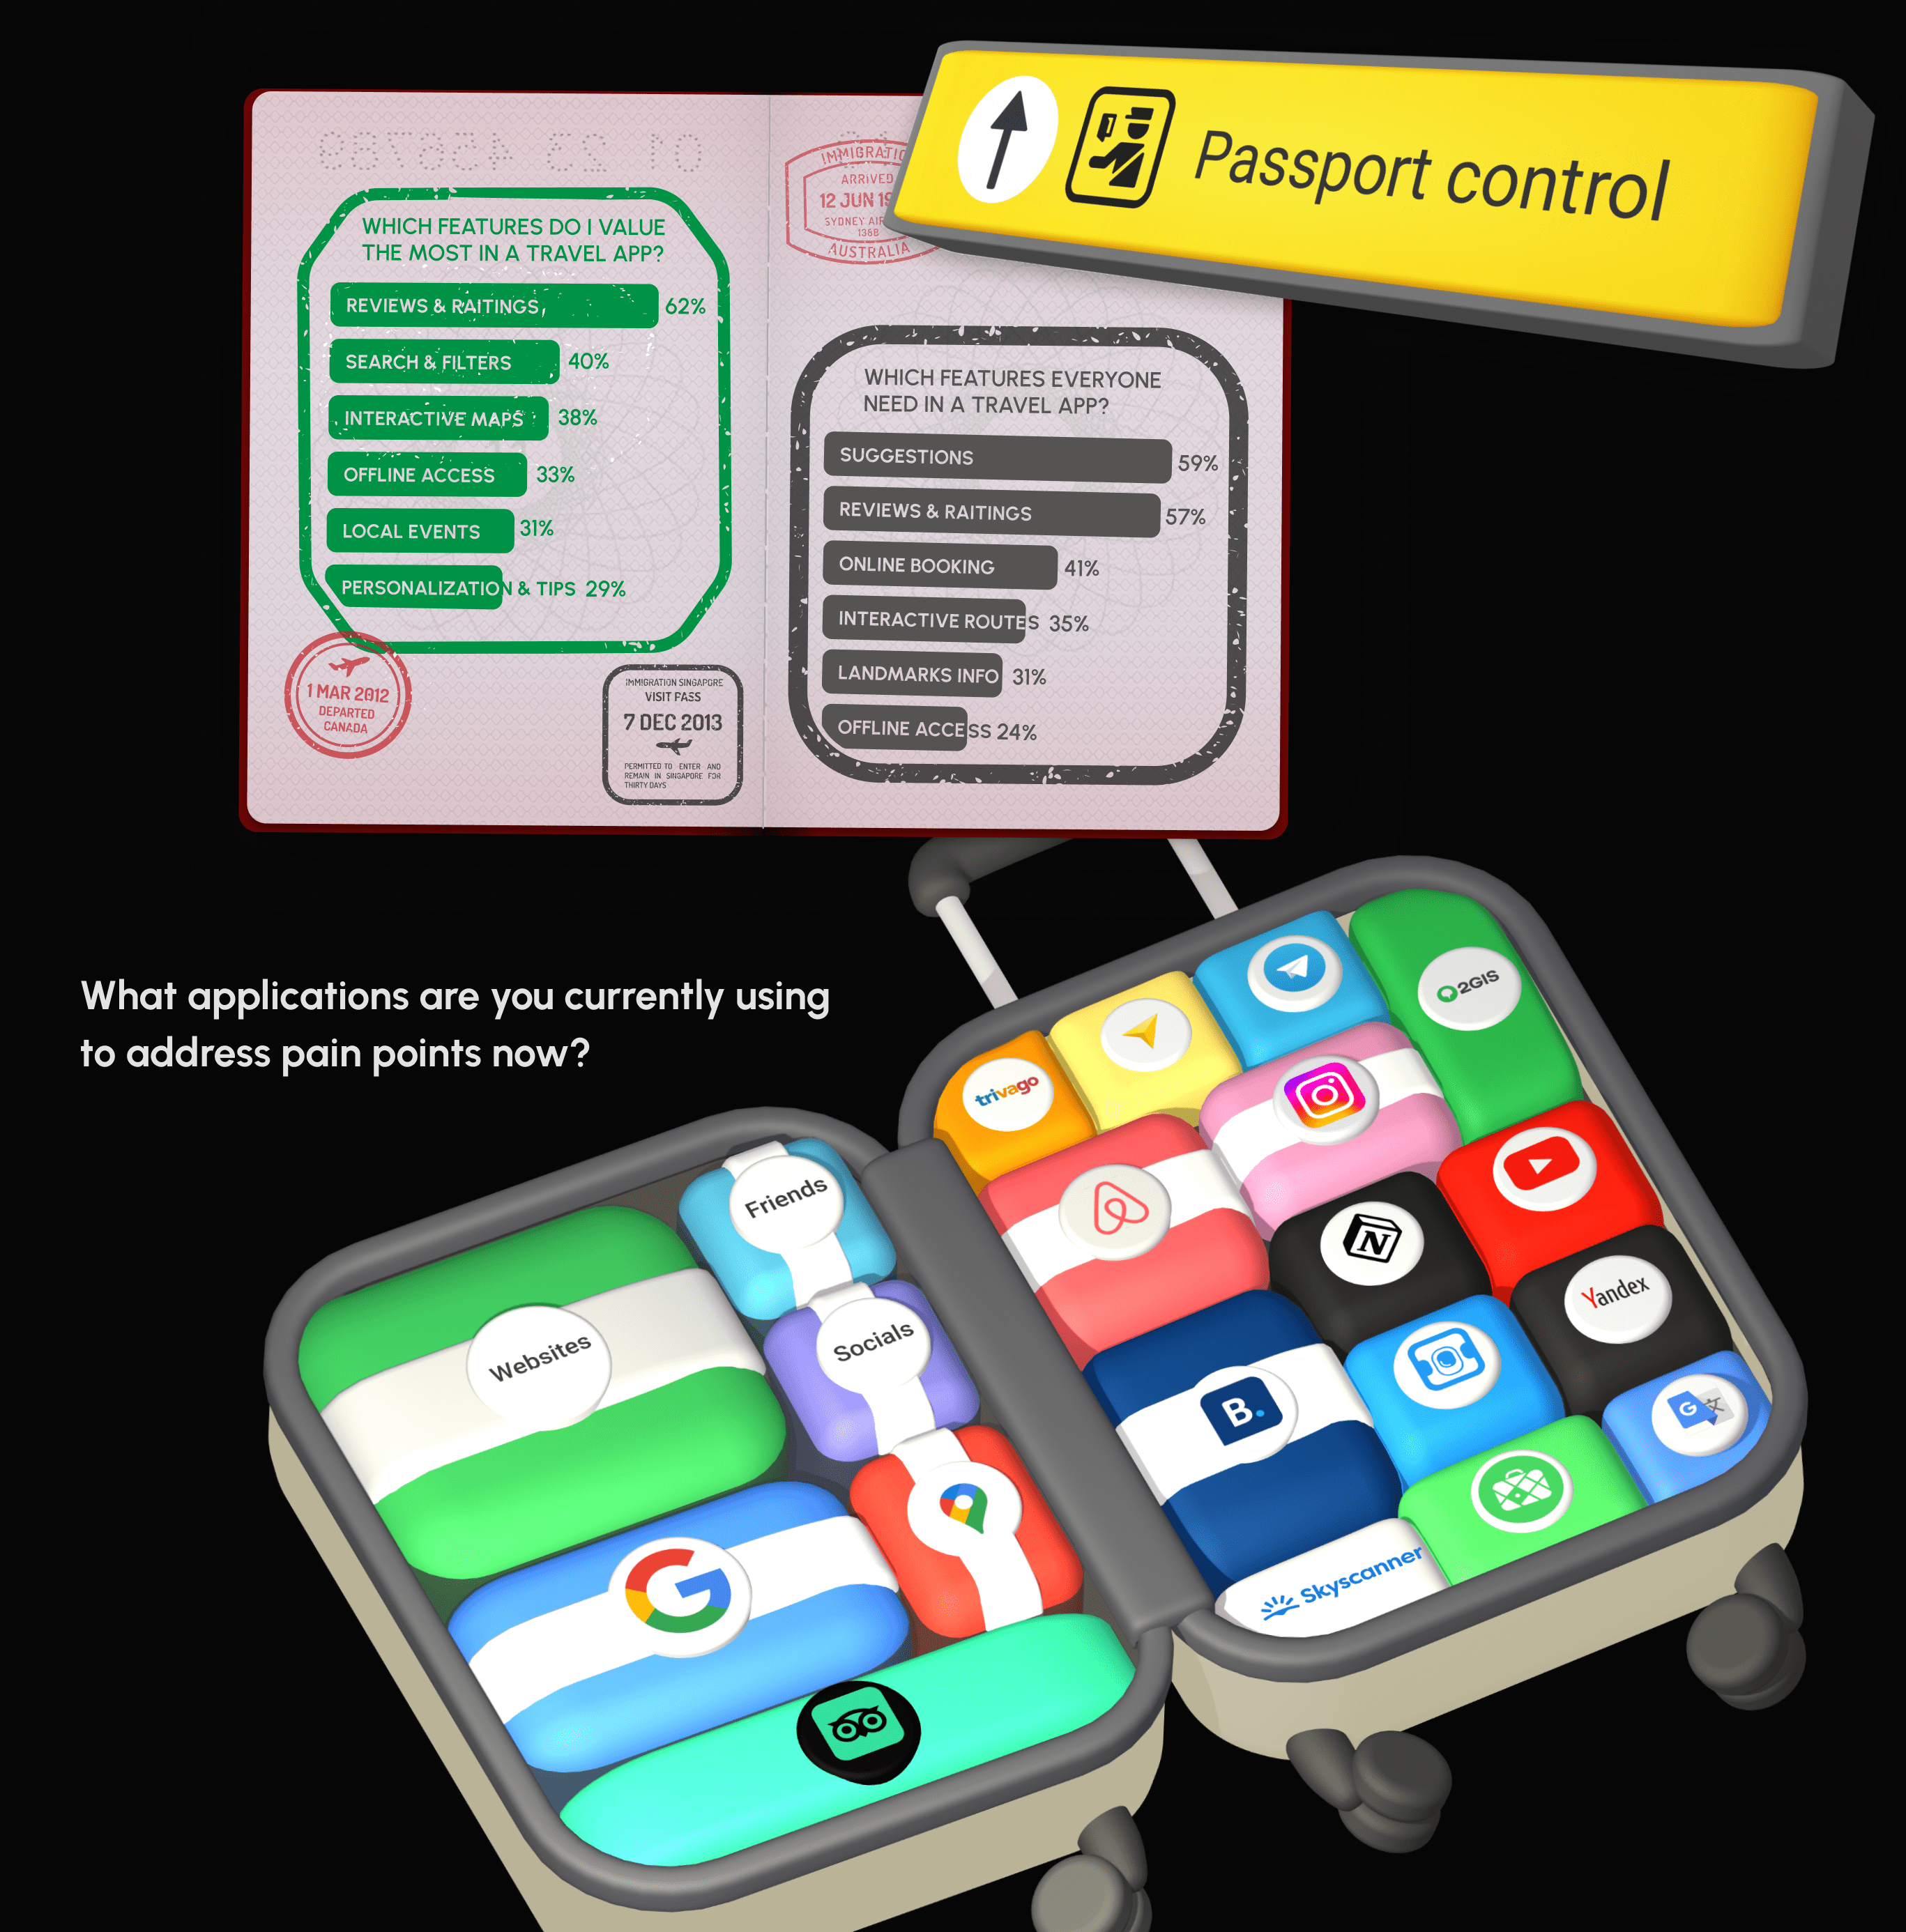 Passport control
WHICH FEATURES DO I VALUE
THE MOST IN A TRAVEL APP?
REVIEWS & RAITINGS 62%
SEARCH & FILTERS 40%
INTERACTIVE MAPS 38%
OFFLINE ACCESS 33%
LOCAL EVENTS 31%
PERSONALIZATION & TIPS 29%
1 MAR 2012
DEPARTED
CANADA
IMMIGRATION SINGAPORE
VISIT PASS
7 DEC 2013
PERMITTED TO ENTER AND
REMAIN IN SINGAPORE FOR
THIRTY DAYS
ARRIVED
12 JUN
SYDNEY
1368
AUSTRALIA
WHICH FEATURES EVERYONE
NEED IN A TRAVEL APP?
SUGGESTIONS 59%
REVIEWS & RAITINGS 57%
ONLINE BOOKING 41%
INTERACTIVE ROUTES 35%
LANDMARKS INFO 31%
OFFLINE ACCESS 24%
What applications are you currently using
to address pain points now?
Websites
Friends
Socials
G
trivago
2GIS
N
Yandex
B.
G 文
Skyscanner